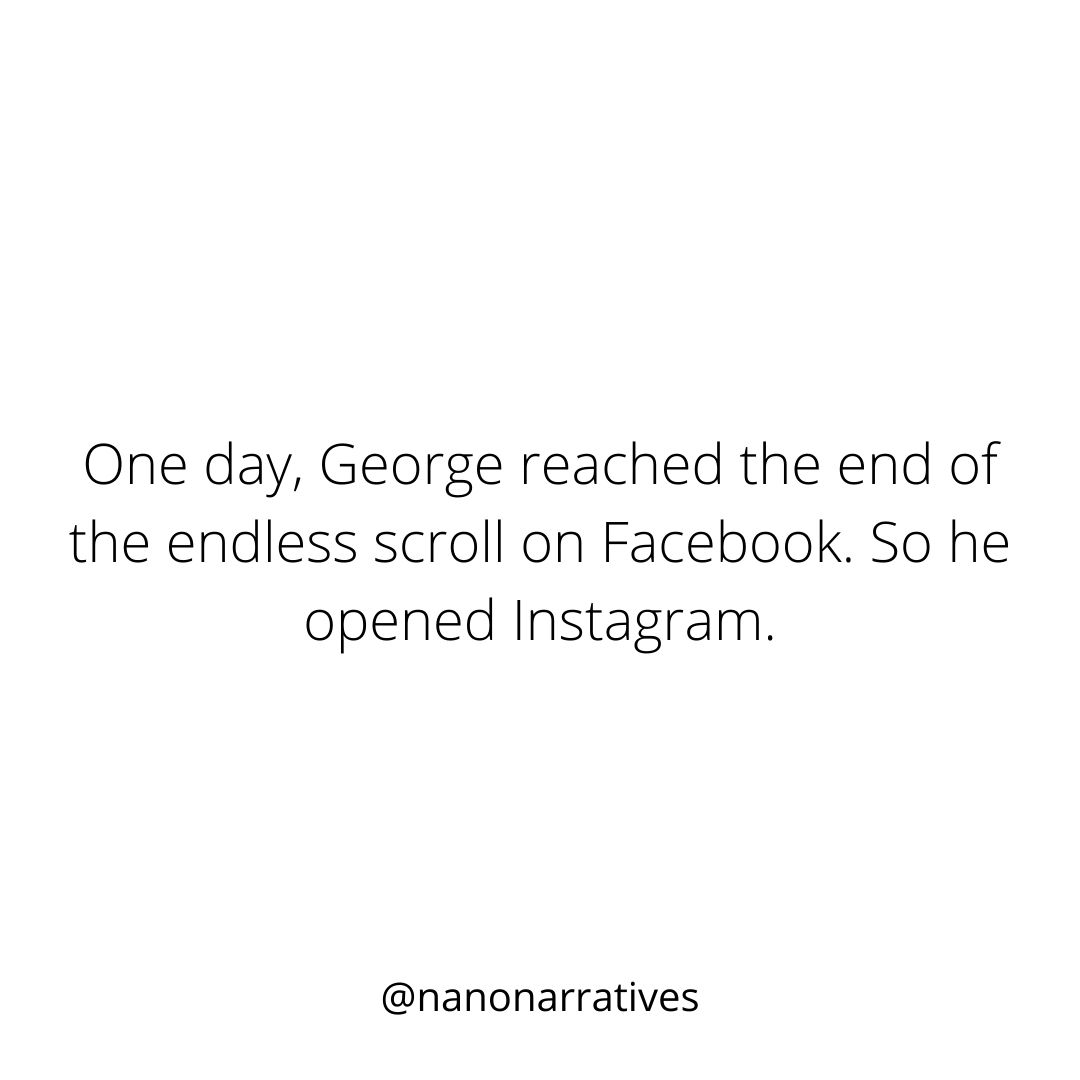 One day, George reached the end of
the endless scroll on Facebook. So he
opened Instagram.
@nanonarratives